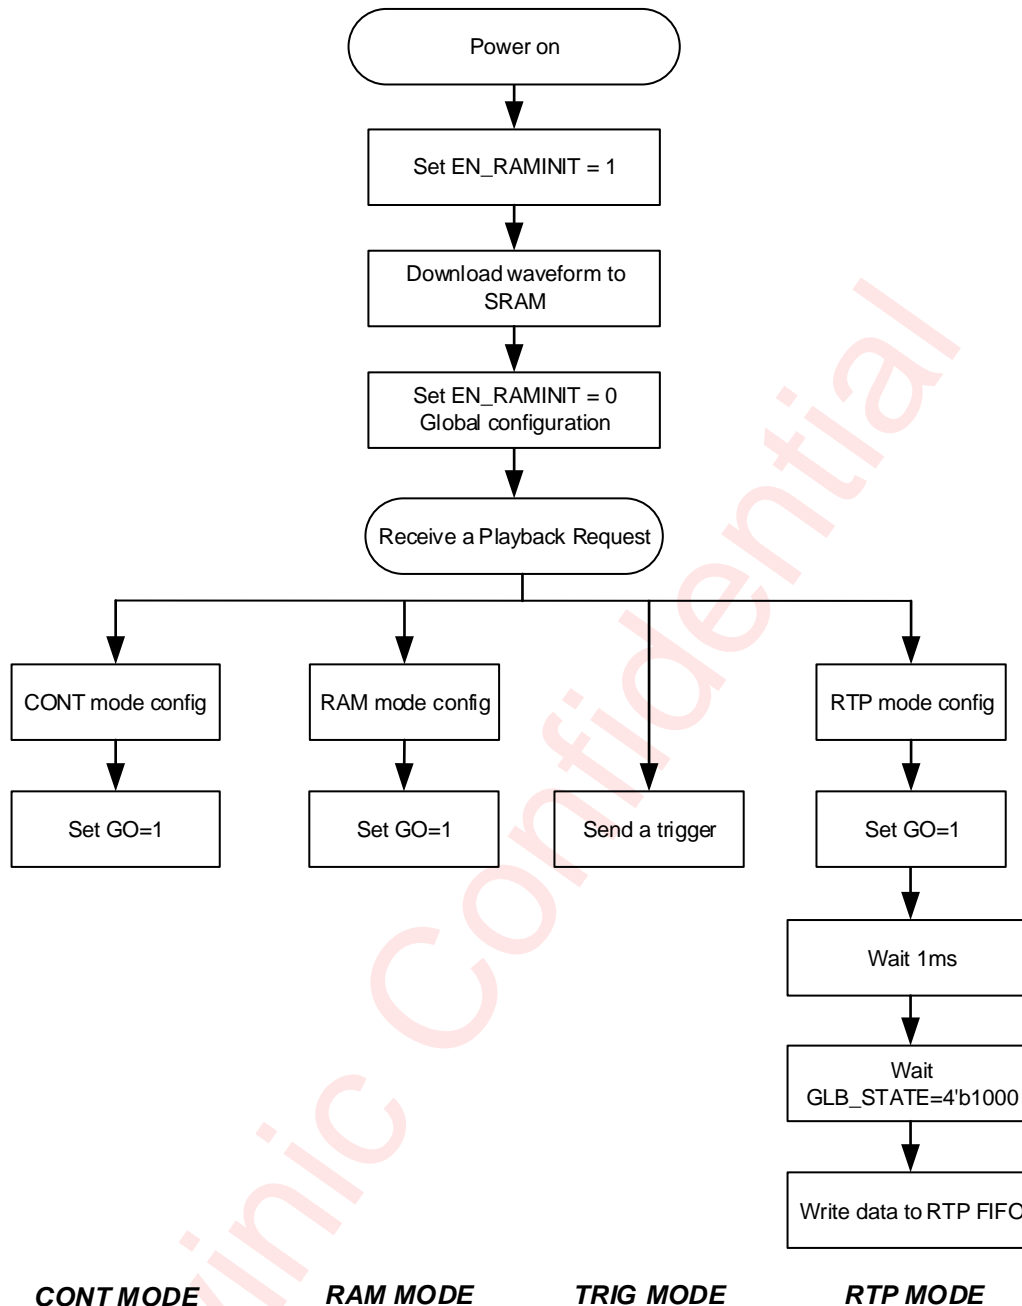 Power on
Set EN_RAMINIT = 1
Download waveform to
SRAM
Set EN_RAMINIT = 0
Global configuration
Receive a Playback Request
CONT mode config
RAM mode config
RTP mode config
Set GO=1
Set GO=1
Send a trigger
Set GO=1
Wait 1ms
Wait
GLB_STATE=4'b1000
Write data to RTP FIFO
CONT MODE
RAM MODE
TRIG MODE
RTP MODE
Confidential